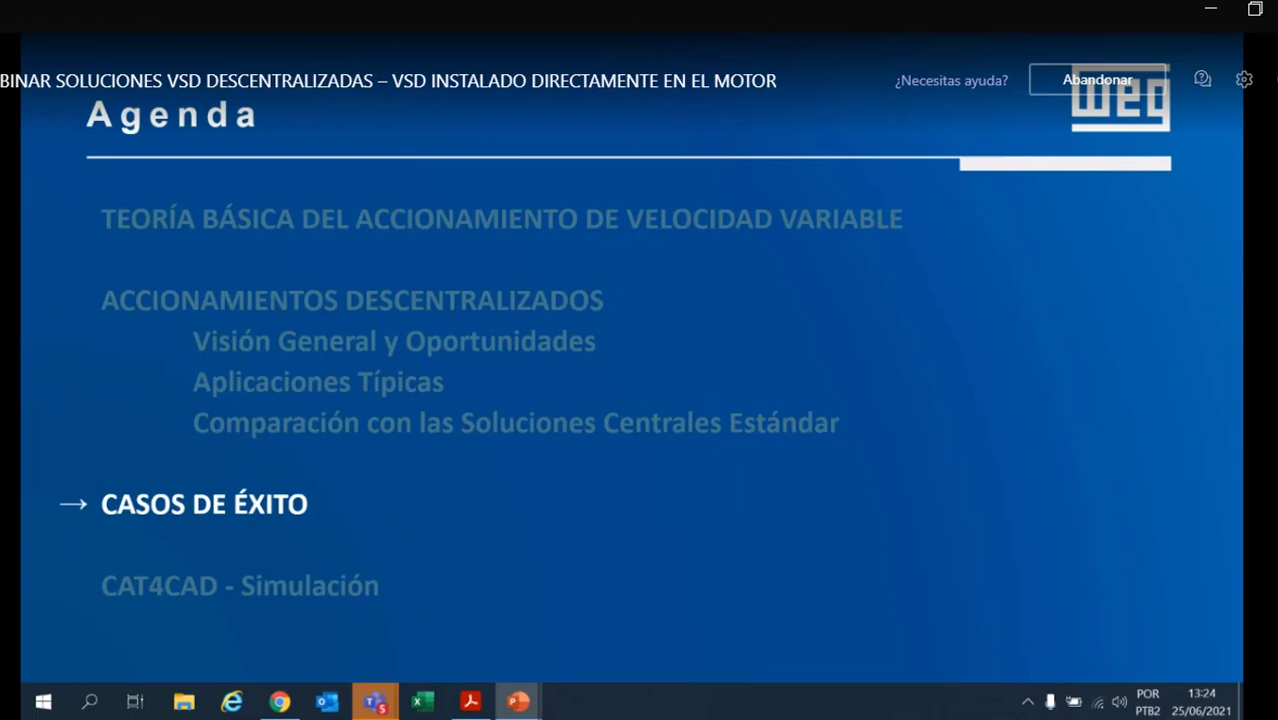 BINAR SOLUCIONES VSD DESCENTRALIZADAS – VSD INSTALADO DIRECTAMENTE EN EL MOTOR
¿Necesitas ayuda?
Abandonar
Agenda
weg
TEORÍA BÁSICA DEL ACCIONAMIENTO DE VELOCIDAD VARIABLE
ACCIONAMIENTOS DESCENTRALIZADOS
Visión General y Oportunidades
Aplicaciones Típicas
Comparación con las Soluciones Centrales Estándar
→ CASOS DE ÉXITO
CAT4CAD - Simulación
POR 13:24
PTB2 25/06/2021